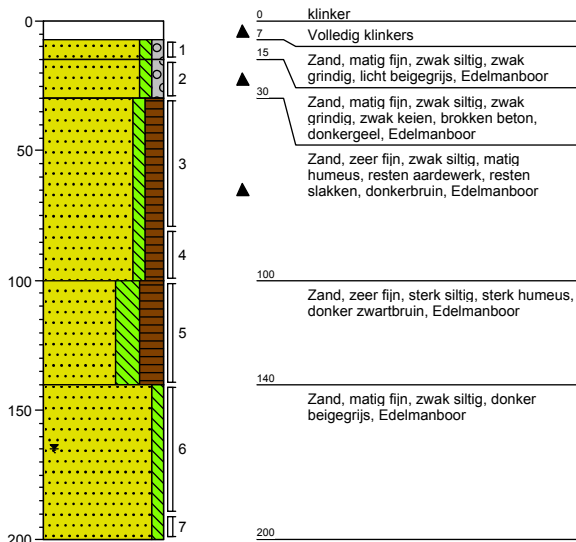 0
50
100
150
200
1
2
3
4
5
6
7
0
klinker
7
Volledig klinkers
15
Zand, matig fijn, zwak siltig, zwak
grindig, licht beigegrijs, Edelmanboor
30
Zand, matig fijn, zwak siltig, zwak
grindig, zwak keien, brokken beton,
donkergeel, Edelmanboor
Zand, zeer fijn, zwak siltig, matig
humeus, resten aardewerk, resten
slakken, donkerbruin, Edelmanboor
100
Zand, zeer fijn, sterk siltig, sterk humeus,
donker zwartbruin, Edelmanboor
140
Zand, matig fijn, zwak siltig, donker
beigegrijs, Edelmanboor
200